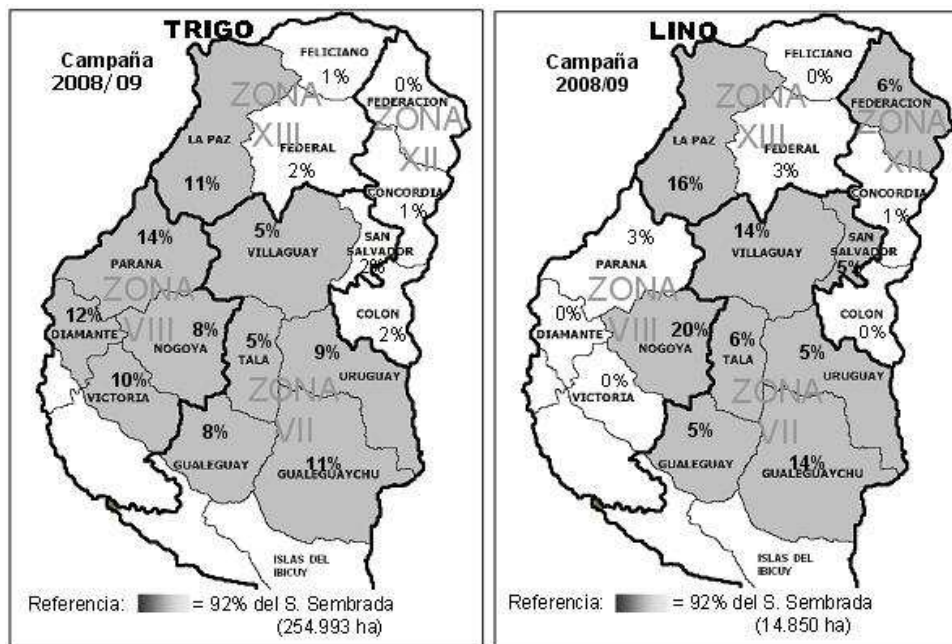 TRIGO
Campaña
2008/09
FELICIANO
1%
0%
FEDERACION
ZONA
XIII
ZONA
XII
LA PAZ
11%
FEDERAL
2%
CONCORDIA
1%
14%
PARANA
5%
VILLAGUAY
SAN
SALVADOR
2%
ZONA
VIII
12%
DIAMANTE
8%
NOGOYA
5%
TALA
9%
URUGUAY
COLON
2%
10%
VICTORIA
ZONA
VII
8%
GUALEGUAY
11%
GUALEGUAYCHU
ISLAS DEL
IBICUY
Referencia: = 92% del S. Sembrada
(254.993 ha)
LINO
Campaña
2008/09
FELICIANO
0%
6%
FEDERACION
ZONA
XIII
ZONA
XII
LA PAZ
16%
FEDERAL
3%
CONCORDIA
1%
3%
PARANA
14%
VILLAGUAY
SAN
SALVADOR
5%
ZONA
VIII
0%
DIAMANTE
20%
NOGOYA
6%
TALA
5%
URUGUAY
COLON
0%
0%
VICTORIA
ZONA
VII
5%
GUALEGUAY
14%
GUALEGUAYCHU
ISLAS DEL
IBICUY
Referencia: = 92% del S. Sembrada
(14.850 ha)